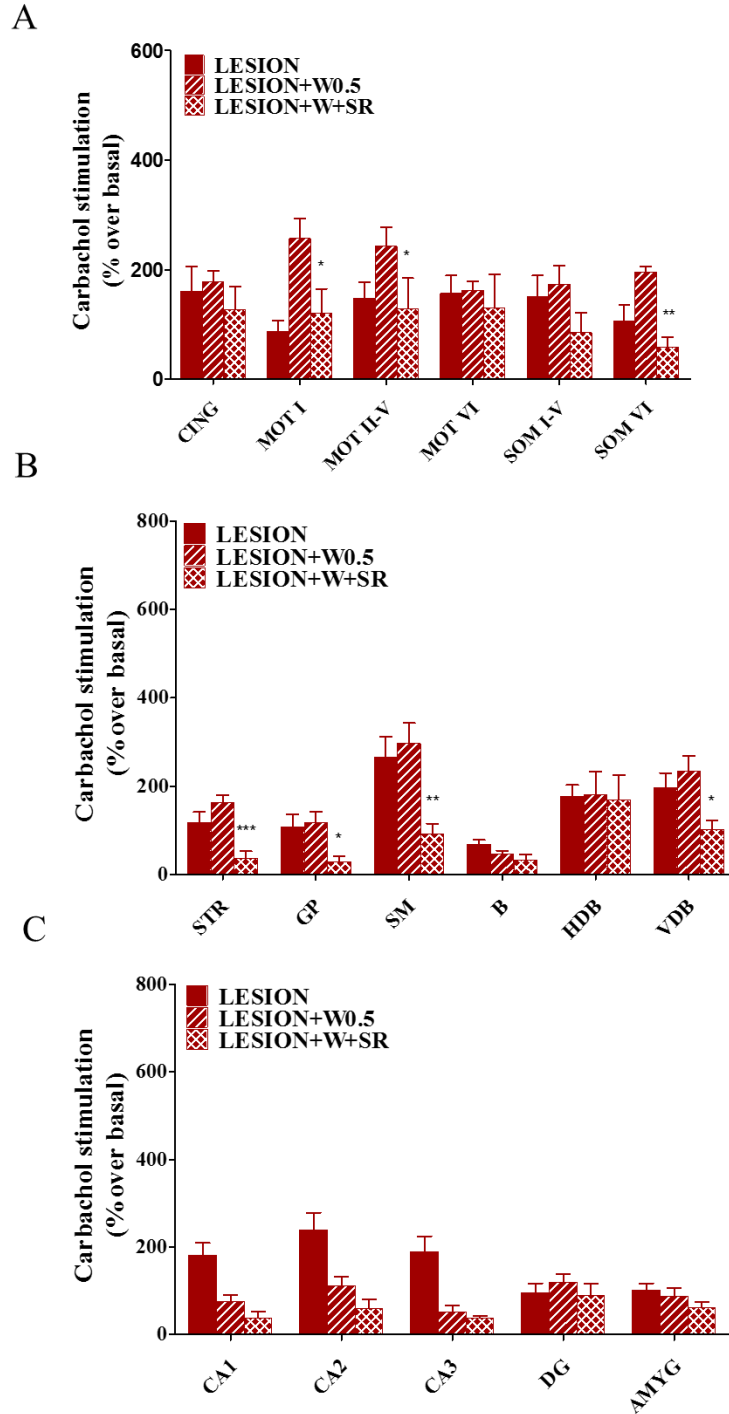 A
Carbachol stimulation
(% over basal)
600
400
200
0
LESION
LESION+W0.5
LESION+W+SR
*
*
**
CING
MOT I
MOT II-V
MOT VI
SOM I-V
SOM VI
B
Carbachol stimulation
(% over basal)
800
600
400
200
0
LESION
LESION+W0.5
LESION+W+SR
***
*
**
*
STR
GP
SM
B
HDB
VDB
C
Carbachol stimulation
(% over basal)
800
600
400
200
0
LESION
LESION+W0.5
LESION+W+SR
CA1
CA2
CA3
DG
AMYG